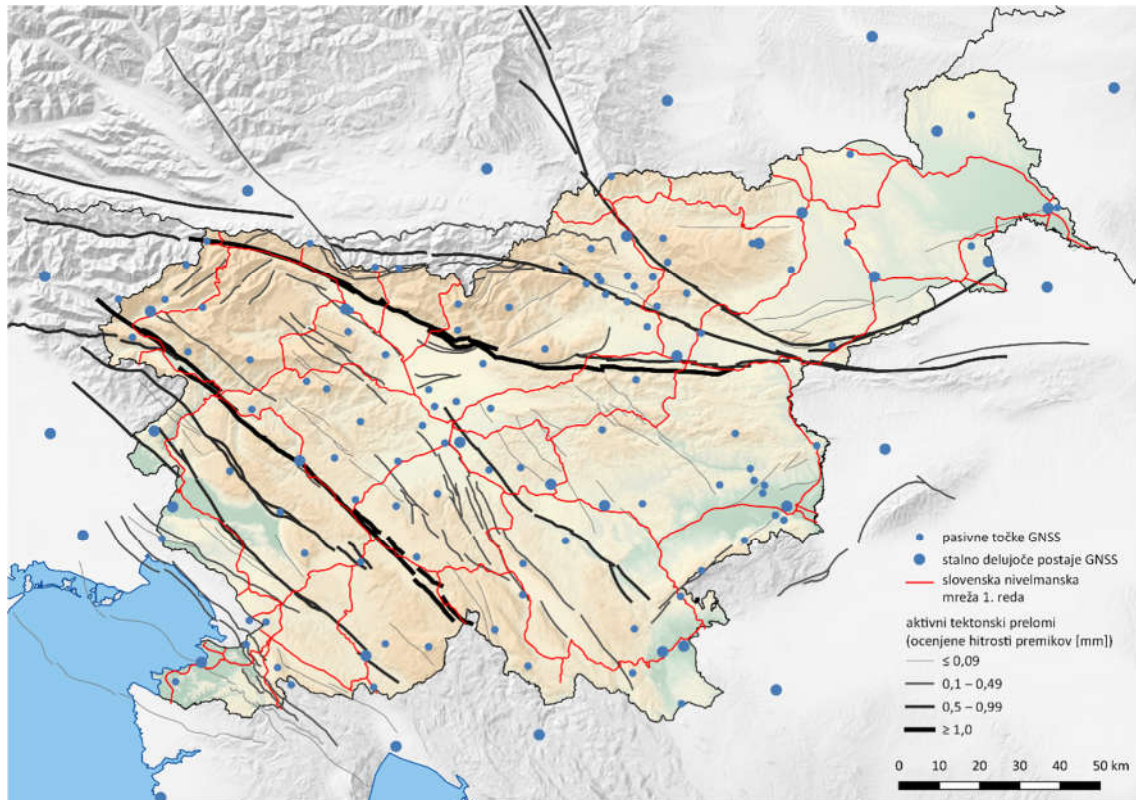 pasivne točke GNSS
stalno delujoče postaje GNSS
slovenska nivelmanska
mreža 1. reda
aktivni tektonski prelomi
(ocenjene hitrosti premikov [mm])
≤ 0,09
0,1 – 0,49
0,5 – 0,99
≥ 1,0
0 10 20 30 40 50 km